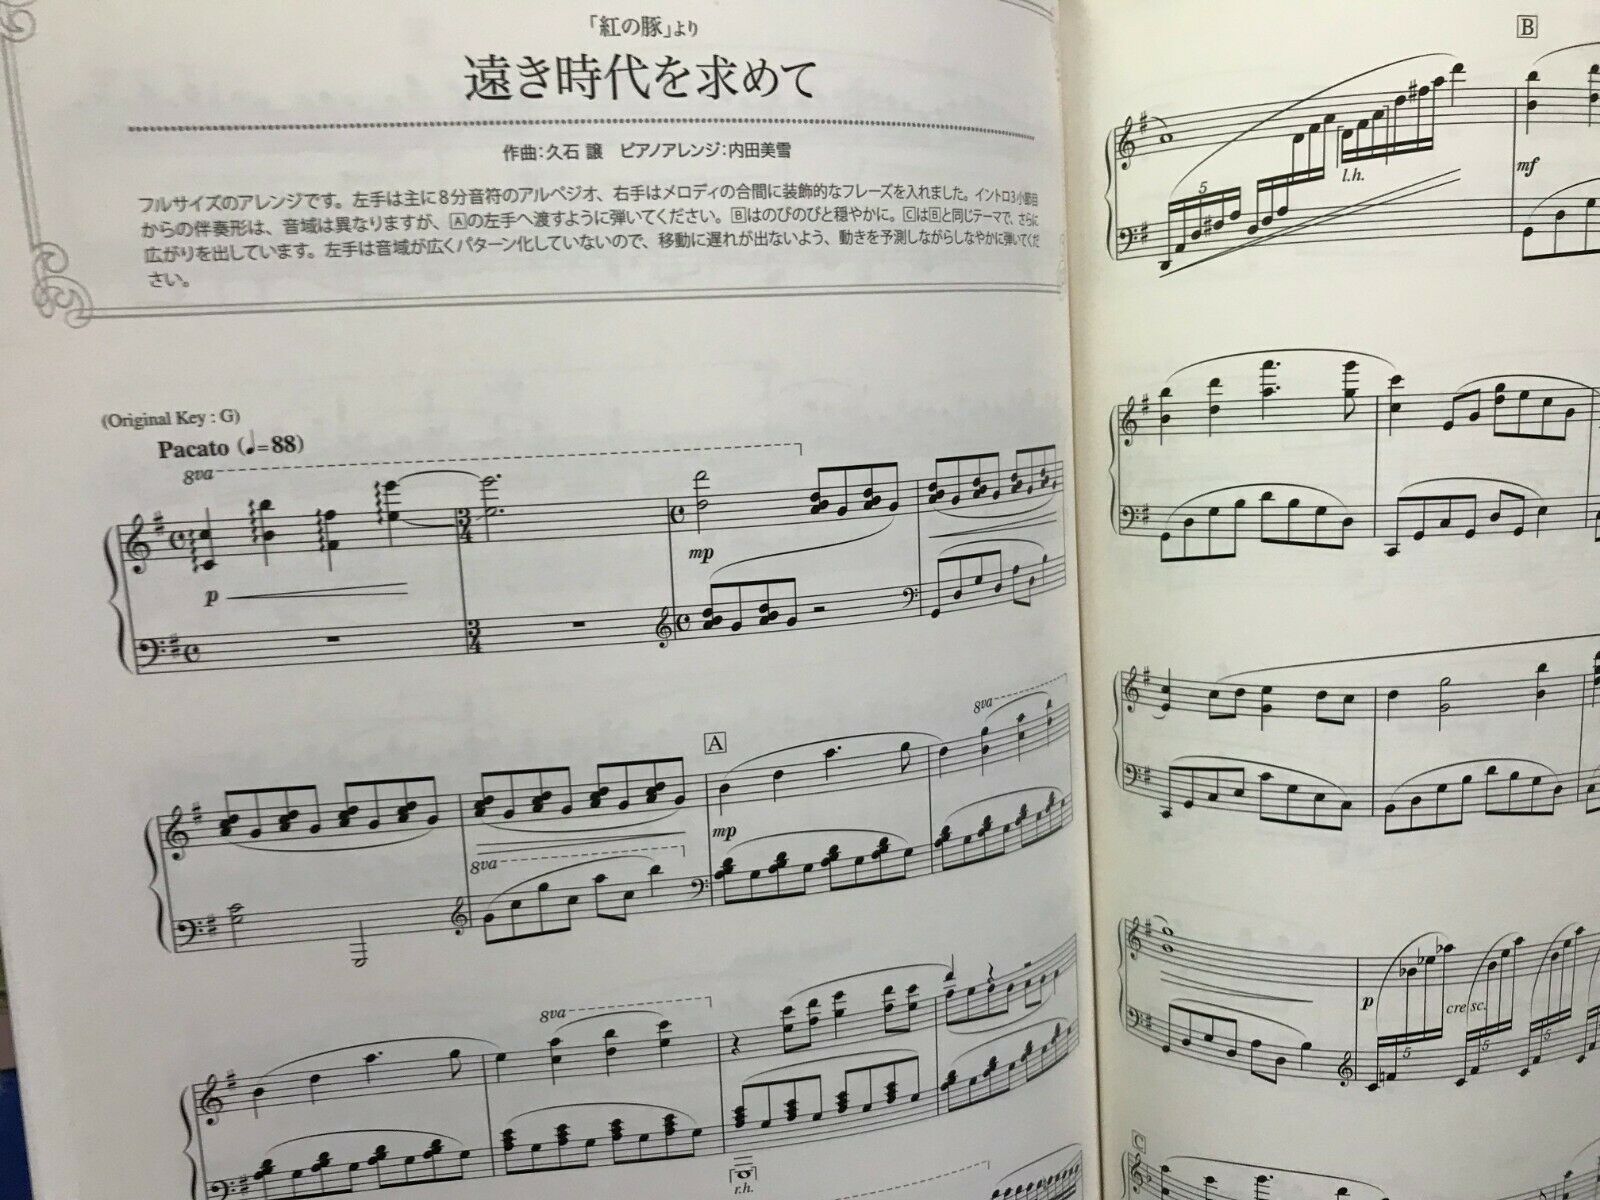 「紅の豚」より
遠き時代を求めて
作曲:久石 譲 ピアノアレンジ:内田美雪
フルサイズのアレンジです。左手は主に8分音符のアルペジオ、右手はメロディの合間に装飾的なフレーズを入れました。イントロ3小節目
からの伴奏形は、音域は異なりますが、Aの左手へ渡すように弾いてください。Bはのびのびと穏やかに。CはBと同じテーマで、さらに
広がりを出しています。左手は音域が広くパターン化していないので、移動に遅れが出ないよう、動きを予測しながらしなやかに弾いてくだ
さい。
(Original Key : G)
Pacato (♩=88)
8va
3 4
p
mp
3 4
A
8va
mp
8va
8va
r.h.
B
5
l.h.
mf
p
cresc.
5
5
5
C